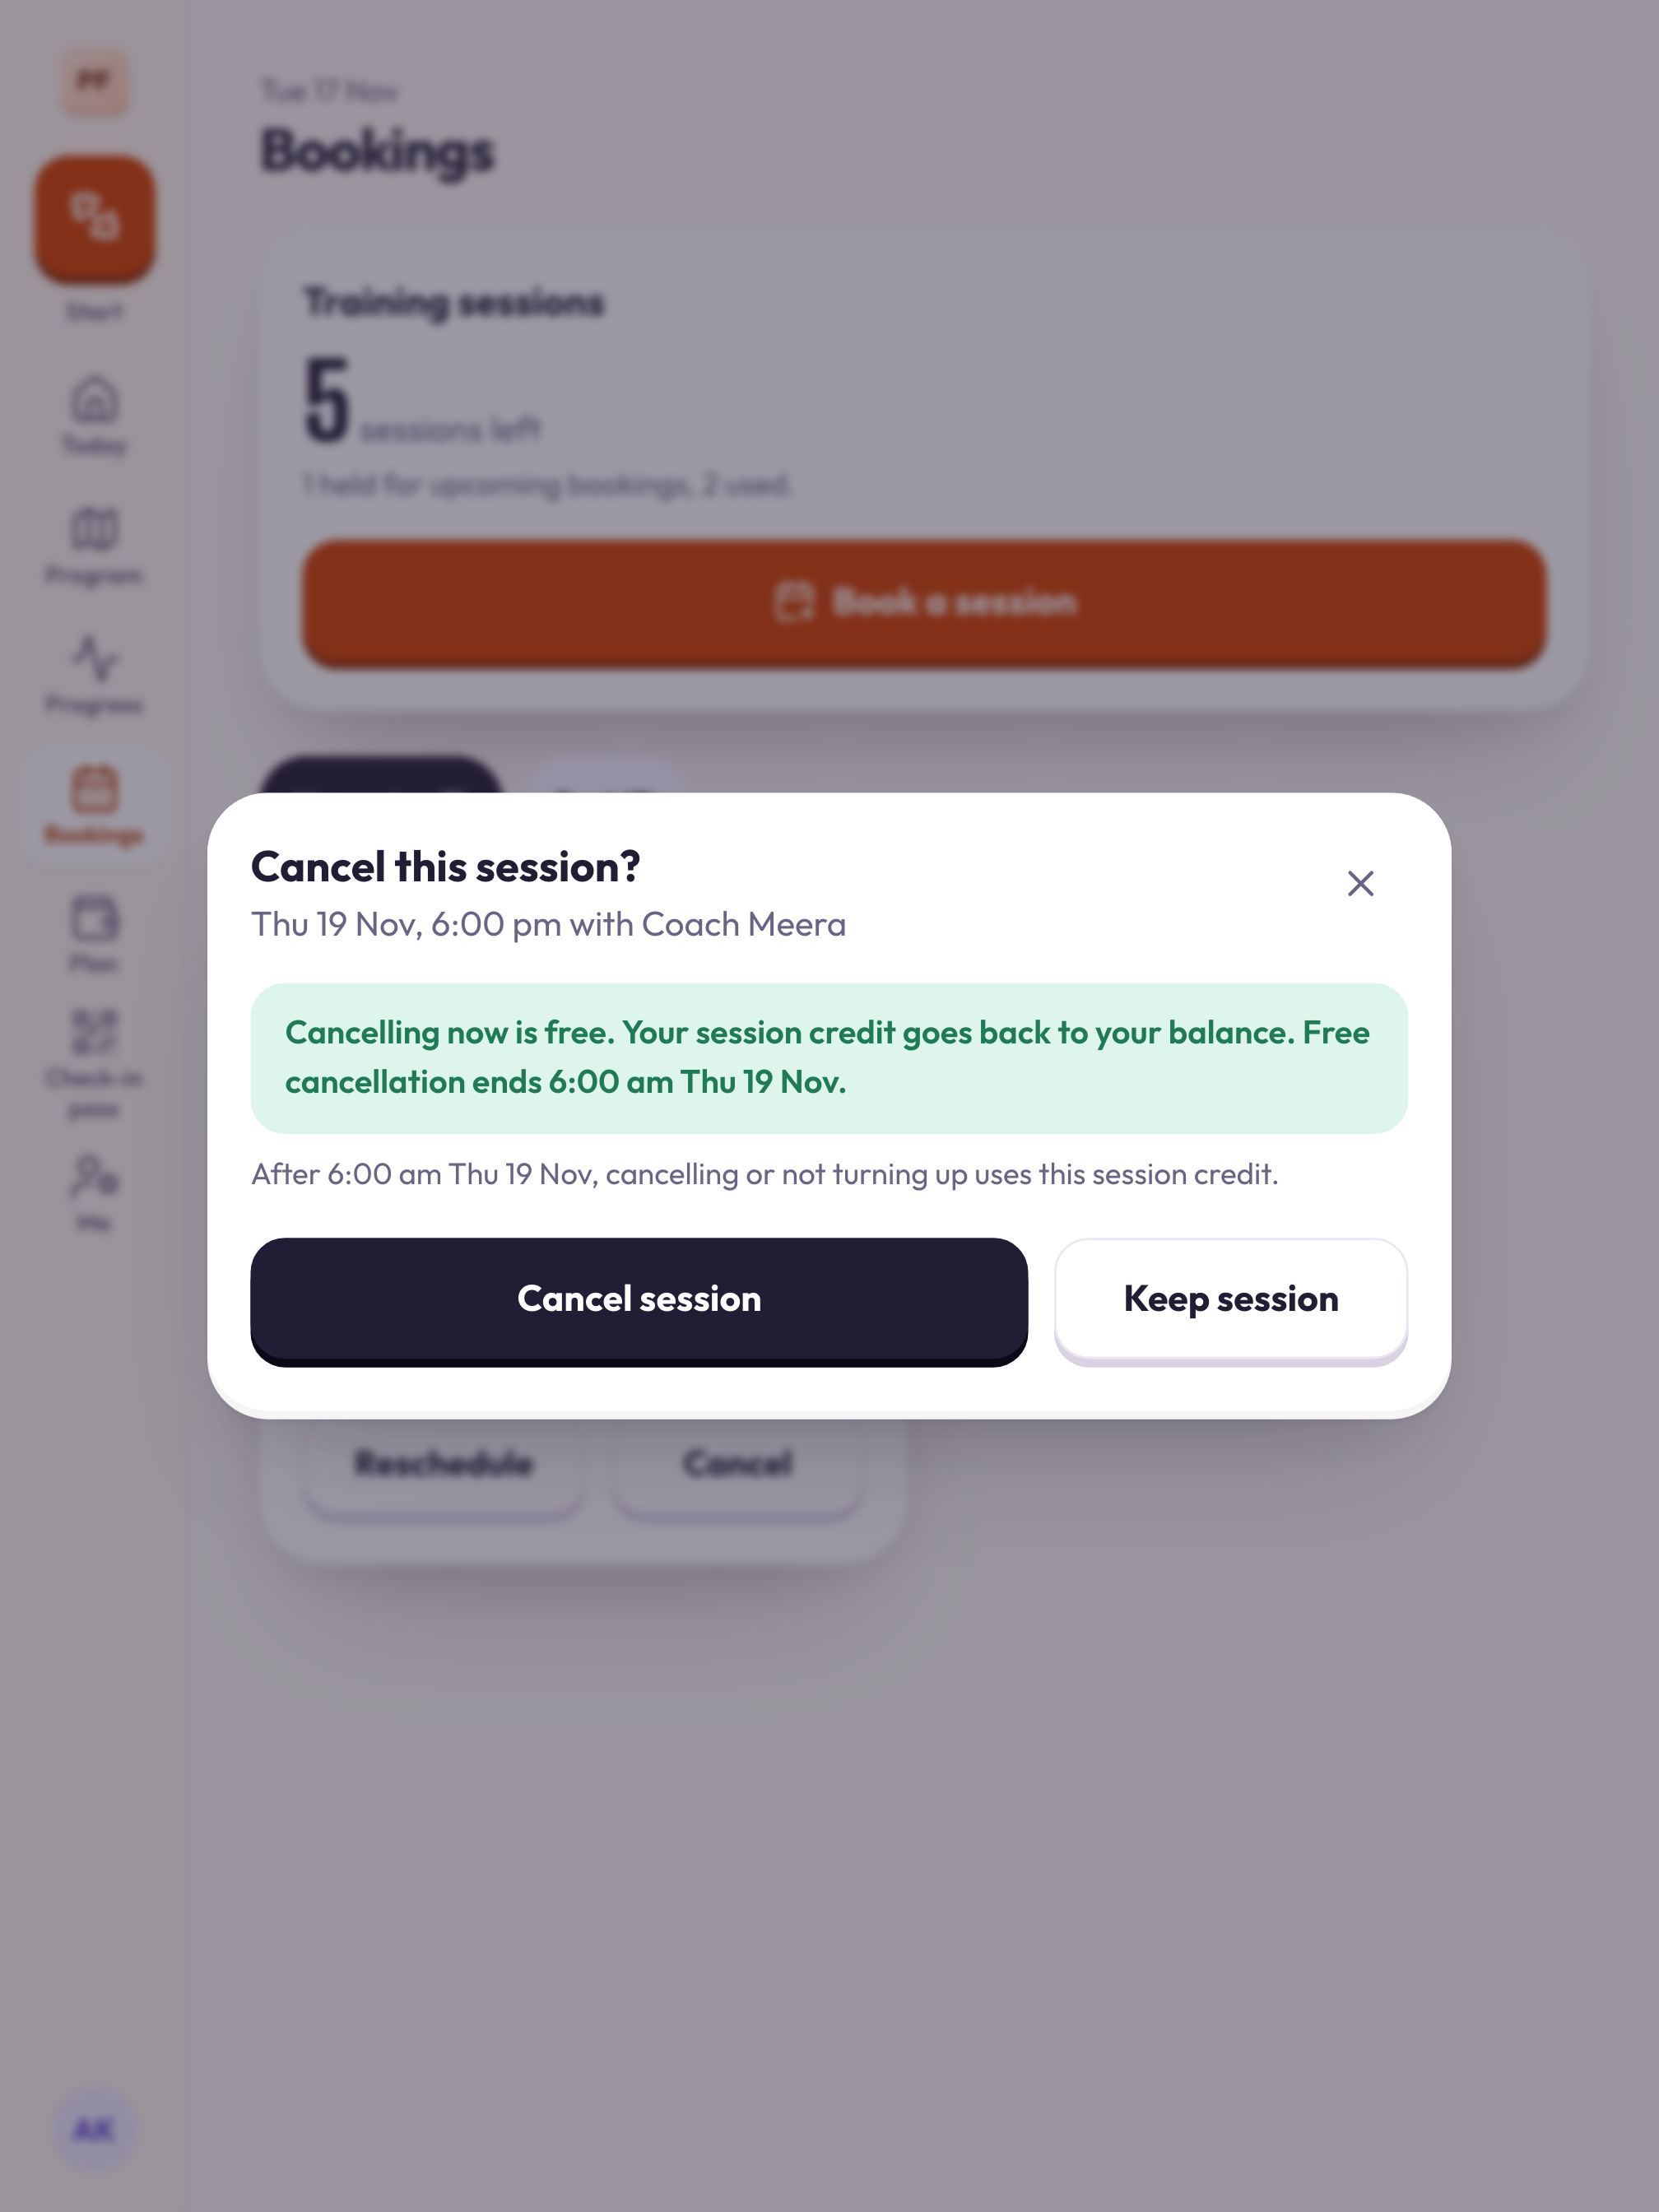 PF
Start
Today
Program
Progress
Bookings
Plan
Check-in
pass
Me
AK
Tue 17 Nov
Bookings
Training sessions
5 sessions left
1 held for upcoming bookings, 2 used.
Book a session
Cancel this session?
Thu 19 Nov, 6:00 pm with Coach Meera
Cancelling now is free. Your session credit goes back to your balance. Free
cancellation ends 6:00 am Thu 19 Nov.
After 6:00 am Thu 19 Nov, cancelling or not turning up uses this session credit.
Cancel session
Keep session
Reschedule
Cancel